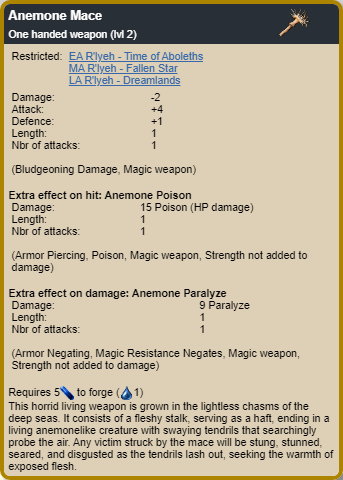 Anemone Mace
One handed weapon (lvl 2)
Restricted: EA R'lyeh - Time of Aboleths
MA R'lyeh - Fallen Star
LA R'lyeh - Dreamlands
Damage: -2
Attack: +4
Defence: +1
Length: 1
Nbr of attacks: 1
(Bludgeoning Damage, Magic weapon)
Extra effect on hit: Anemone Poison
Damage: 15 Poison (HP damage)
Length: 1
Nbr of attacks: 1
(Armor Piercing, Poison, Magic weapon, Strength not added to
damage)
Extra effect on damage: Anemone Paralyze
Damage: 9 Paralyze
Length: 1
Nbr of attacks: 1
(Armor Negating, Magic Resistance Negates, Magic weapon,
Strength not added to damage)
Requires 5 to forge (1)
This horrid living weapon is grown in the lightless chasms of the
deep seas. It consists of a fleshy stalk, serving as a haft, ending in a
living anemonelike creature with swaying tendrils that searchingly
probe the air. Any victim struck by the mace will be stung, stunned,
seared, and disgusted as the tendrils lash out, seeking the warmth of
exposed flesh.